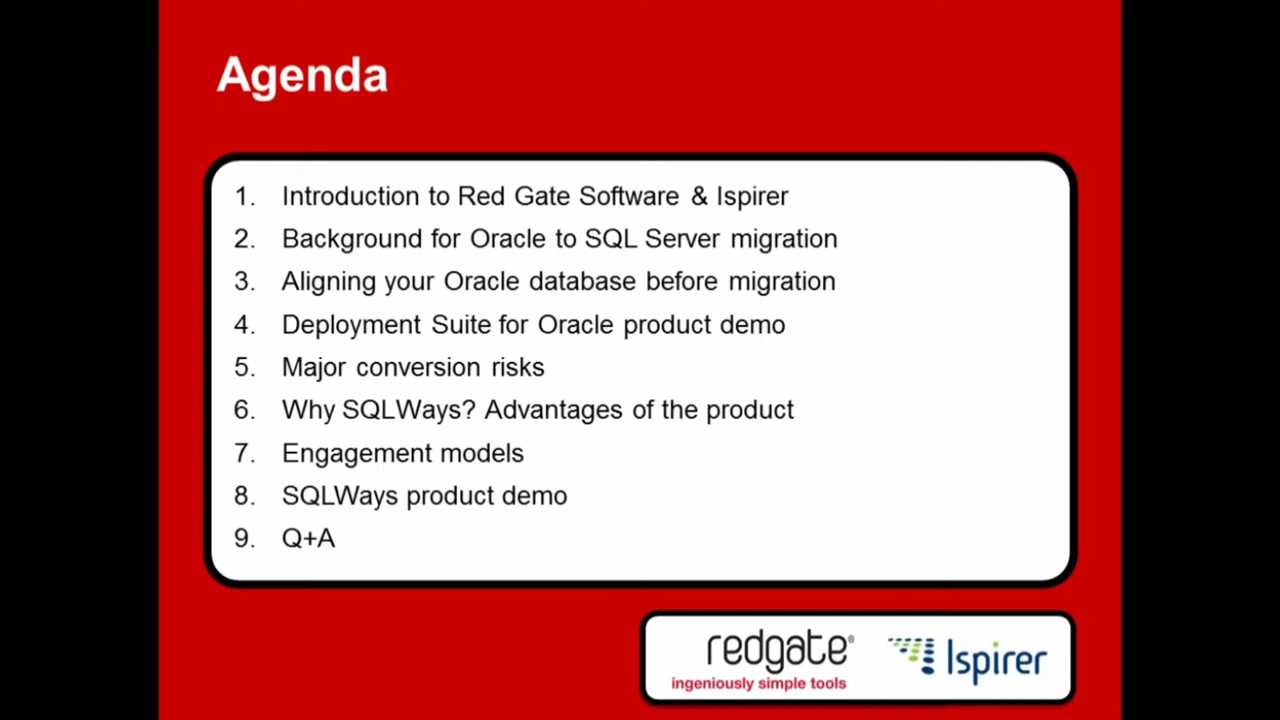 Agenda
1. Introduction to Red Gate Software & Ispirer
2. Background for Oracle to SQL Server migration
3. Aligning your Oracle database before migration
4. Deployment Suite for Oracle product demo
5. Major conversion risks
6. Why SQLWays? Advantages of the product
7. Engagement models
8. SQLWays product demo
9. Q+A
redgate®
ingeniously simple tools
Ispirer